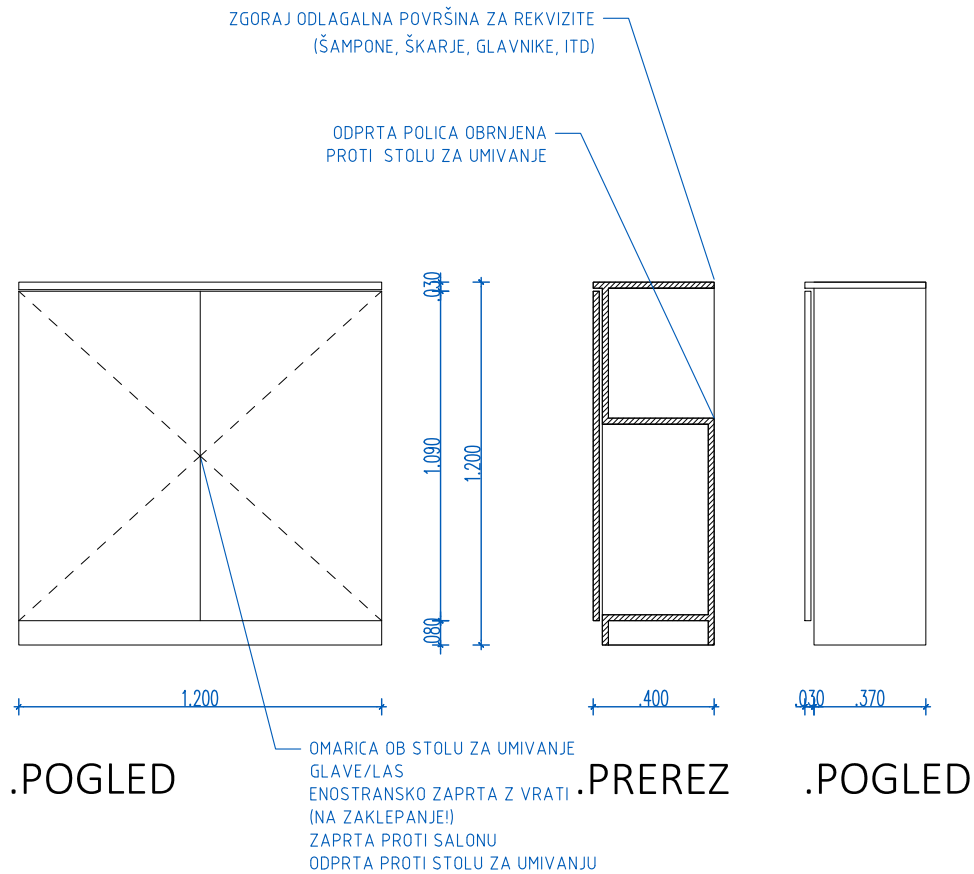 ZGORAJ ODLAGALNA POVRŠINA ZA REKVIZITE
(ŠAMPONE, ŠKARJE, GLAVNIKE, ITD)
ODPRTA POLICA OBRNJENA
PROTI STOLU ZA UMIVANJE
.030
1.090
1.200
.080
1.200
.400
.030
.370
OMARICA OB STOLU ZA UMIVANJE
GLAVE/LAS
ENOSTRANSKO ZAPRTA Z VRATI
(NA ZAKLEPANJE!)
ZAPRTA PROTI SALONU
ODPRTA PROTI STOLU ZA UMIVANJU
.POGLED
.PREREZ
.POGLED